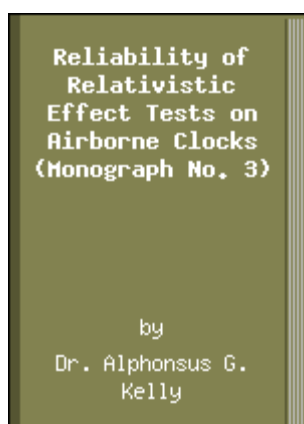 Reliability of
Relativistic
Effect Tests on
Airborne Clocks
(Monograph No. 3)
by
Dr. Alphonsus G.
Kelly